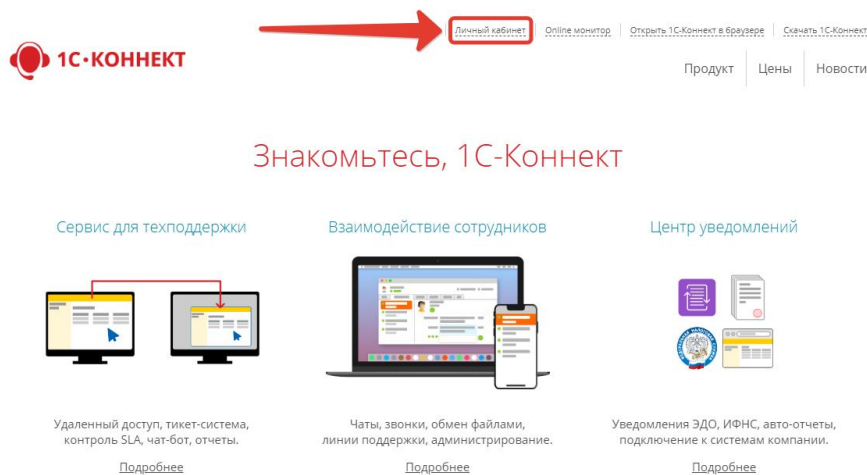 Личный кабинет Online монитор Открыть 1С-Коннект в браузере Скачать 1С-Коннект
1С·КОННЕКТ
Продукт Цены Новости
Знакомьтесь, 1С-Коннект
Сервис для техподдержки Взаимодействие сотрудников Центр уведомлений
Удаленный доступ, тикет-система, Чаты, звонки, обмен файлами, Уведомления ЭДО, ИФНС, авто-отчеты,
контроль SLA, чат-бот, отчеты. линии поддержки, администрирование. подключение к системам компании.
Подробнее Подробнее Подробнее